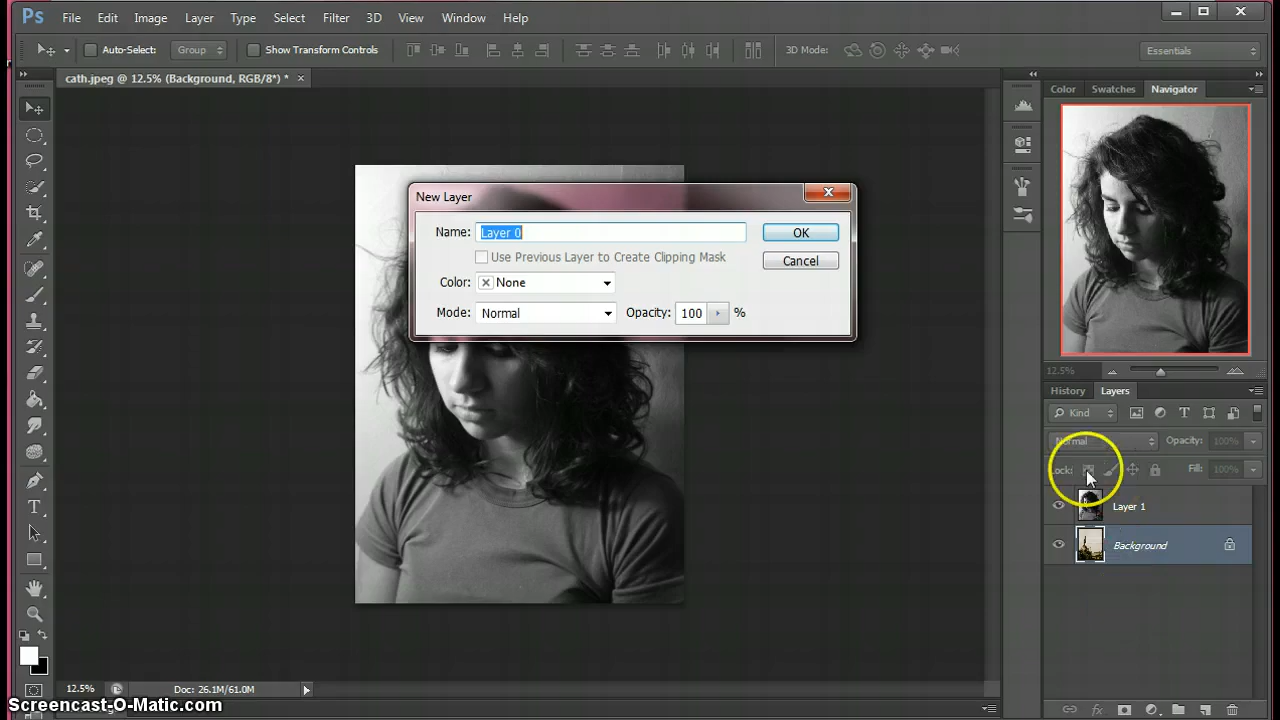 Ps File Edit Image Layer Type Select Filter 3D View Window Help
Auto-Select: Group Show Transform Controls 3D Mode: Essentials
cath.jpeg @ 12.5% (Background, RGB/8*) * ×
Color Swatches Navigator
New Layer
Name: Layer 0 OK
Use Previous Layer to Create Clipping Mask
Cancel
Color: None
Mode: Normal Opacity: 100 %
12.5%
History Layers
Kind
Normal Opacity: 100%
Lock: Fill: 100%
Layer 1
Background
12.5% Doc: 26.1M/61.0M
Screencast-O-Matic.com